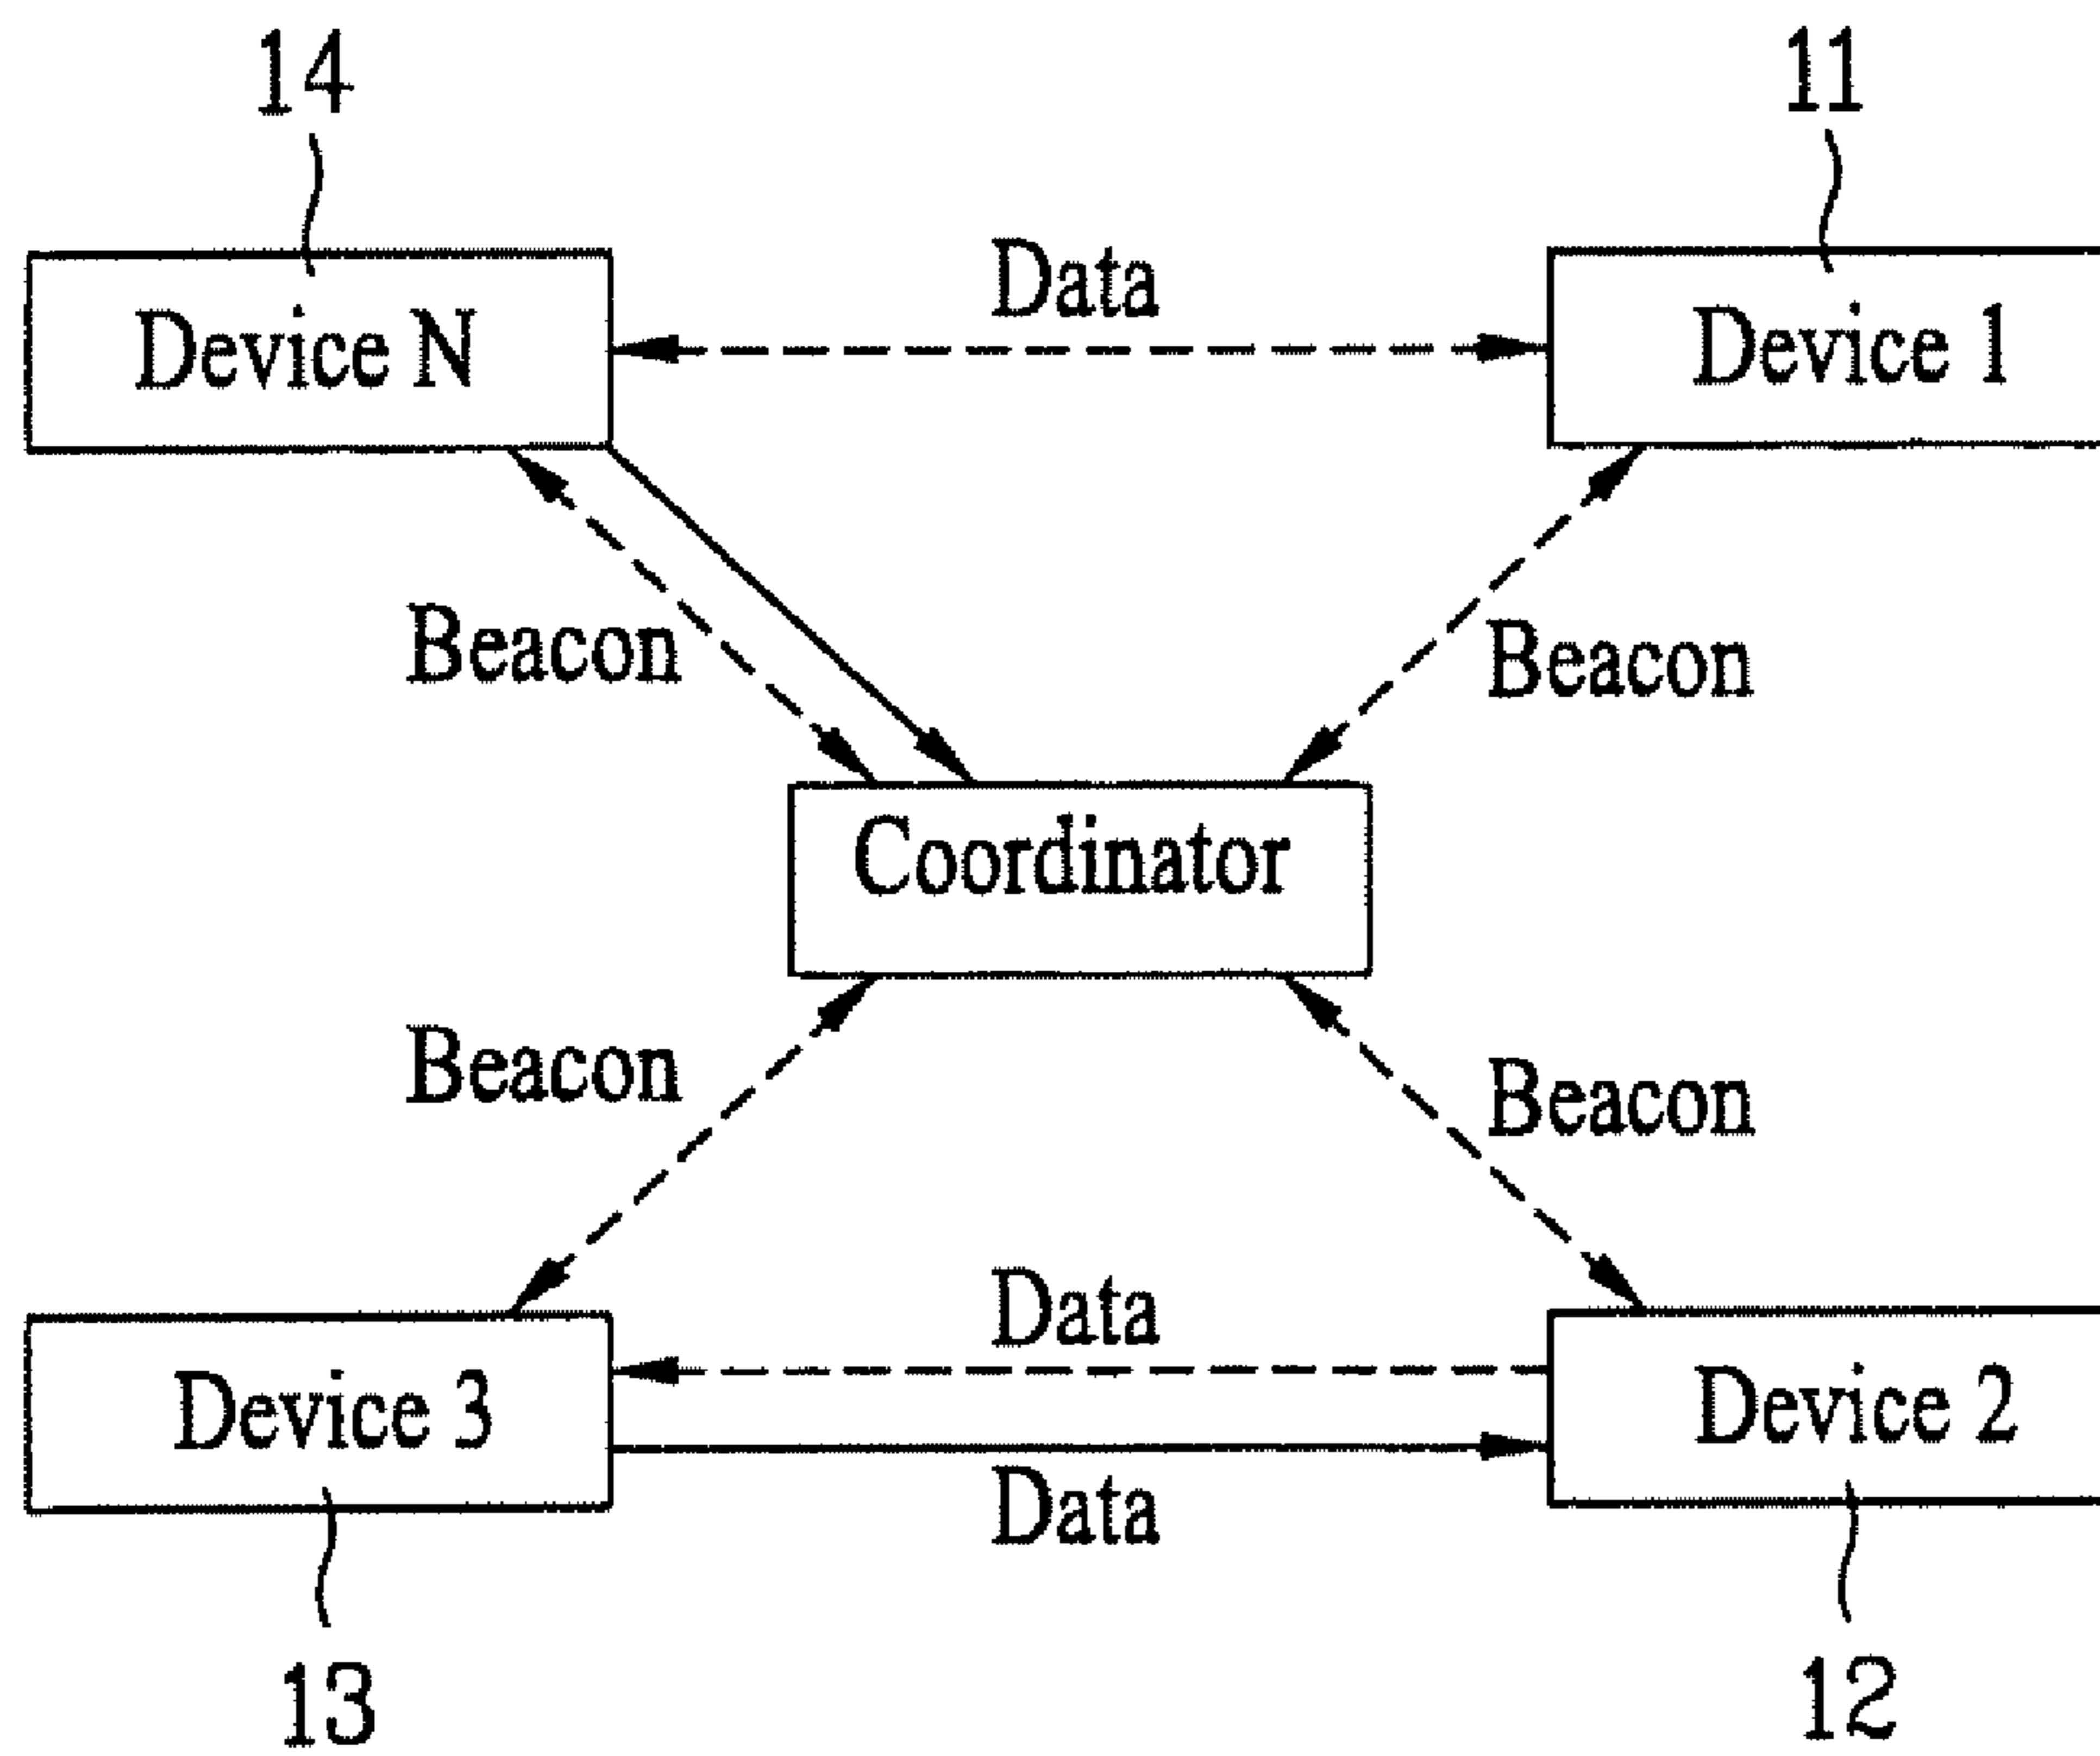 14
11
Data
Device N
Device 1
Beacon
Beacon
Coordinator
Beacon
Beacon
Data
Device 3
Device 2
Data
13
12